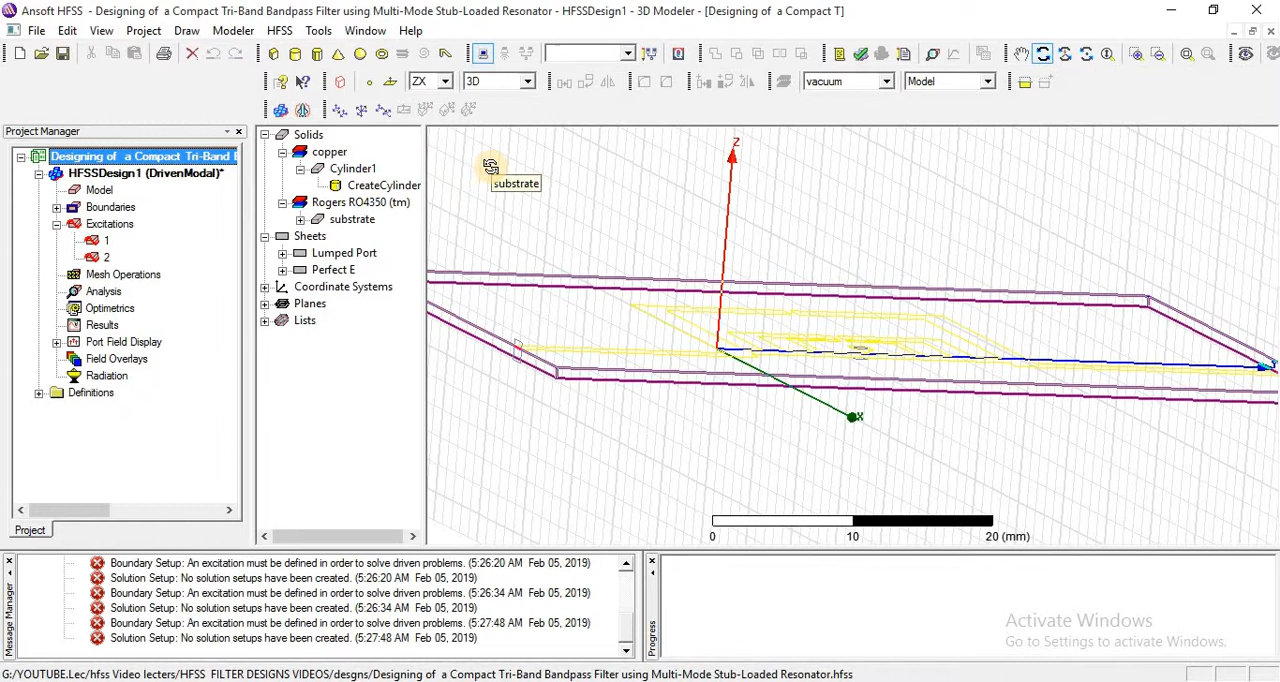 Ansoft HFSS - Designing of a Compact Tri-Band Bandpass Filter using Multi-Mode Stub-Loaded Resonator - HFSSDesign1 - 3D Modeler - [Designing of a Compact T]
File Edit View Project Draw Modeler HFSS Tools Window Help
ZX 3D vacuum Model
Project Manager
Designing of a Compact Tri-Band
HFSSDesign1 (DrivenModal)*
Model
Boundaries
Excitations
1
2
Mesh Operations
Analysis
Optimetrics
Results
Port Field Display
Field Overlays
Radiation
Definitions
Project
Solids
copper
Cylinder1
CreateCylinder
Rogers RO4350 (tm)
substrate
Sheets
Lumped Port
Perfect E
Coordinate Systems
Planes
Lists
substrate
Z
X
0 10 20 (mm)
Message Manager
Boundary Setup: An excitation must be defined in order to solve driven problems. (5:26:20 AM Feb 05, 2019)
Solution Setup: No solution setups have been created. (5:26:20 AM Feb 05, 2019)
Boundary Setup: An excitation must be defined in order to solve driven problems. (5:26:34 AM Feb 05, 2019)
Solution Setup: No solution setups have been created. (5:26:34 AM Feb 05, 2019)
Boundary Setup: An excitation must be defined in order to solve driven problems. (5:27:48 AM Feb 05, 2019)
Solution Setup: No solution setups have been created. (5:27:48 AM Feb 05, 2019)
Progress
Activate Windows
Go to Settings to activate Windows.
G:/YOUTUBE.Lec/hfss Video lecters/HFSS FILTER DESIGNS VIDEOS/desgns/Designing of a Compact Tri-Band Bandpass Filter using Multi-Mode Stub-Loaded Resonator.hfss